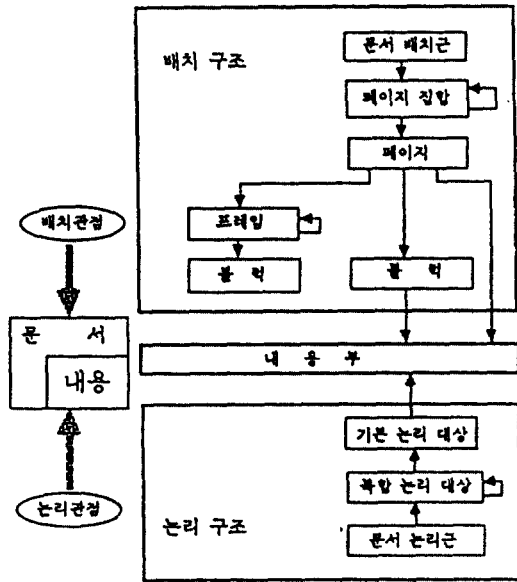 문서 배치근
배치 구조
페이지 집합
페이지
프레임
블 럭
블 럭
배치관점
문 서
내용
내 용 부
기본 논리 대상
복합 논리 대상
논리관점
논리 구조
문서 논리근